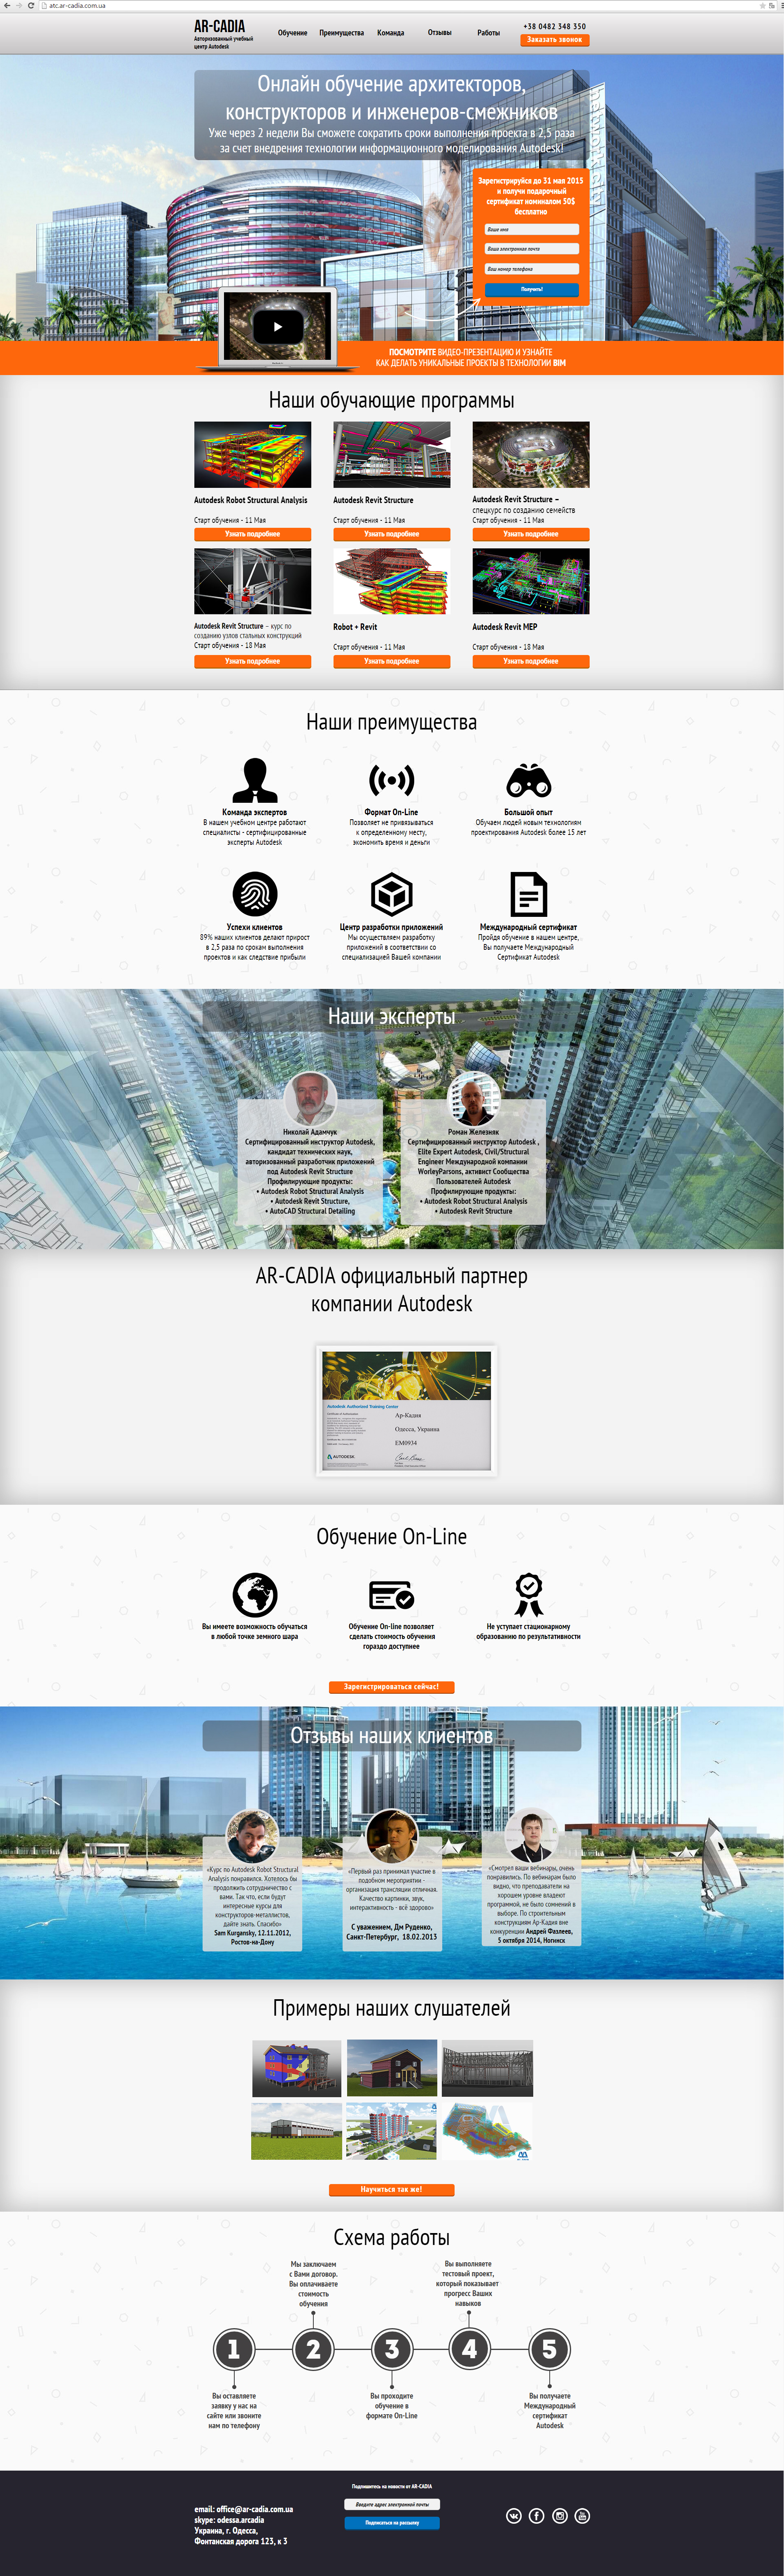 atc.ar-cadia.com.ua
AR-CADIA
Авторизованный учебный
центр Autodesk
Обучение
Преимущества
Команда
Отзывы
Работы
+38 0482 348 350
Заказать звонок
Онлайн обучение архитекторов,
конструкторов и инженеров-смежников
Уже через 2 недели Вы сможете сократить сроки выполнения проекта в 2,5 раза
за счет внедрения технологии информационного моделирования Autodesk!
Зарегистрируйся до 31 мая 2015
и получи подарочный
сертификат номиналом 50$
бесплатно
Ваше имя
Ваша электронная почта
Ваш номер телефона
Получить!
ПОСМОТРИТЕ ВИДЕО-ПРЕЗЕНТАЦИЮ И УЗНАЙТЕ
КАК ДЕЛАТЬ УНИКАЛЬНЫЕ ПРОЕКТЫ В ТЕХНОЛОГИИ BIM
Наши обучающие программы
Autodesk Robot Structural Analysis
Старт обучения - 11 Мая
Узнать подробнее
Autodesk Revit Structure
Старт обучения - 11 Мая
Узнать подробнее
Autodesk Revit Structure –
спецкурс по созданию семейств
Старт обучения - 11 Мая
Узнать подробнее
Autodesk Revit Structure – курс по
созданию узлов стальных конструкций
Старт обучения - 18 Мая
Узнать подробнее
Robot + Revit
Старт обучения - 11 Мая
Узнать подробнее
Autodesk Revit MEP
Старт обучения - 18 Мая
Узнать подробнее
Наши преимущества
Команда экспертов
В нашем учебном центре работают
специалисты - сертифицированные
эксперты Autodesk
Формат On-Line
Позволяет не привязываться
к определенному месту,
экономить время и деньги
Большой опыт
Обучаем людей новым технологиям
проектирования Autodesk более 15 лет
Успехи клиентов
89% наших клиентов делают прирост
в 2,5 раза по срокам выполнения
проектов и как следствие прибыли
Центр разработки приложений
Мы осуществляем разработку
приложений в соответствии со
специализацией Вашей компании
Международный сертификат
Пройдя обучение в нашем центре,
Вы получаете Международный
Сертификат Autodesk
Наши эксперты
Николай Адамчук
Сертифицированный инструктор Autodesk,
кандидат технических наук,
авторизованный разработчик приложений
под Autodesk Revit Structure
Профилирующие продукты:
• Autodesk Robot Structural Analysis
• Autodesk Revit Structure,
• AutoCAD Structural Detailing
Роман Железняк
Сертифицированный инструктор Autodesk ,
Elite Expert Autodesk, Civil/Structural
Engineer Международной компании
WorleyParsons, активист Сообщества
Пользователей Autodesk
Профилирующие продукты:
• Autodesk Robot Structural Analysis
• Autodesk Revit Structure
AR-CADIA официальный партнер
компании Autodesk
Autodesk Authorized Training Center
Ар-Кадия
Одесса, Украина
EM0934
AUTODESK
Обучение On-Line
Вы имеете возможность обучаться
в любой точке земного шара
Обучение On-line позволяет
сделать стоимость обучения
гораздо доступнее
Не уступает стационарному
образованию по результативности
Зарегистрироваться сейчас!
Отзывы наших клиентов
«Курс по Autodesk Robot Structural
Analysis понравился. Хотелось бы
продолжить сотрудничество с
вами. Так что, если будут
интересные курсы для
конструкторов-металлистов,
дайте знать. Спасибо»
Sam Kurgansky, 12.11.2012,
Ростов-на-Дону
«Первый раз принимал участие в
подобном мероприятии -
организация трансляции отличная.
Качество картинки, звук,
интерактивность - всё здорово»
С уважением, Дм Руденко,
Санкт-Петербург, 18.02.2013
«Смотрел ваши вебинары, очень
понравились. По вебинарам было
видно, что преподаватели на
хорошем уровне владеют
программой, не было сомнений в
выборе. По строительным
конструкциям Ар-Кадия вне
конкуренции Андрей Фазлеев,
5 октября 2014, Ногинск
Примеры наших слушателей
Научиться так же!
Схема работы
Мы заключаем
с Вами договор.
Вы оплачиваете
стоимость
обучения
Вы выполняете
тестовый проект,
который показывает
прогресс Ваших
навыков
1
2
3
4
5
Вы оставляете
заявку у нас на
сайте или звоните
нам по телефону
Вы проходите
обучение в
формате On-Line
Вы получаете
Международный
сертификат
Autodesk
email: office@ar-cadia.com.ua
skype: odessa.arcadia
Украина, г. Одесса,
Фонтанская дорога 123, к 3
Подпишитесь на новости от AR-CADIA
Введите адрес электронной почты
Подписаться на рассылку